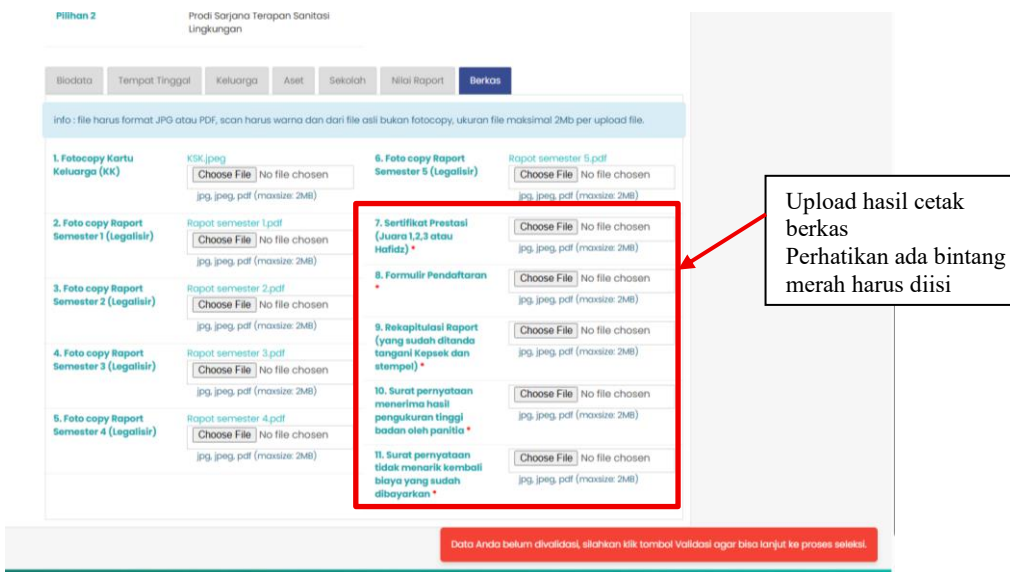 Pilihan 2
Prodi Sarjana Terapan Sanitasi
Lingkungan
Biodata
Tempat Tinggal
Keluarga
Aset
Sekolah
Nilai Raport
Berkas
info : file harus format JPG atau PDF, scan harus warna dan dari file asli bukan fotocopy, ukuran file maksimal 2Mb per upload file.
1. Fotocopy Kartu
Keluarga (KK)
KSK.jpeg
Choose File No file chosen
jpg, jpeg, pdf (maxsize: 2MB)
2. Foto copy Raport
Semester 1 (Legalisir)
Rapot semester 1.pdf
Choose File No file chosen
jpg, jpeg, pdf (maxsize: 2MB)
3. Foto copy Raport
Semester 2 (Legalisir)
Rapot semester 2.pdf
Choose File No file chosen
jpg, jpeg, pdf (maxsize: 2MB)
4. Foto copy Raport
Semester 3 (Legalisir)
Rapot semester 3.pdf
Choose File No file chosen
jpg, jpeg, pdf (maxsize: 2MB)
5. Foto copy Raport
Semester 4 (Legalisir)
Rapot semester 4.pdf
Choose File No file chosen
jpg, jpeg, pdf (maxsize: 2MB)
6. Foto copy Raport
Semester 5 (Legalisir)
Rapot semester 5.pdf
Choose File No file chosen
jpg, jpeg, pdf (maxsize: 2MB)
7. Sertifikat Prestasi
(Juara 1,2,3 atau
Hafidz) *
Choose File No file chosen
jpg, jpeg, pdf (maxsize: 2MB)
8. Formulir Pendaftaran
*
Choose File No file chosen
jpg, jpeg, pdf (maxsize: 2MB)
9. Rekapitulasi Raport
(yang sudah ditanda
tangani Kepsek dan
stempel) *
Choose File No file chosen
jpg, jpeg, pdf (maxsize: 2MB)
10. Surat pernyataan
menerima hasil
pengukuran tinggi
badan oleh panitia *
Choose File No file chosen
jpg, jpeg, pdf (maxsize: 2MB)
11. Surat pernyataan
tidak menarik kembali
biaya yang sudah
dibayarkan *
Choose File No file chosen
jpg, jpeg, pdf (maxsize: 2MB)
Upload hasil cetak
berkas
Perhatikan ada bintang
merah harus diisi
Data Anda belum divalidasi, silahkan klik tombol Validasi agar bisa lanjut ke proses seleksi.